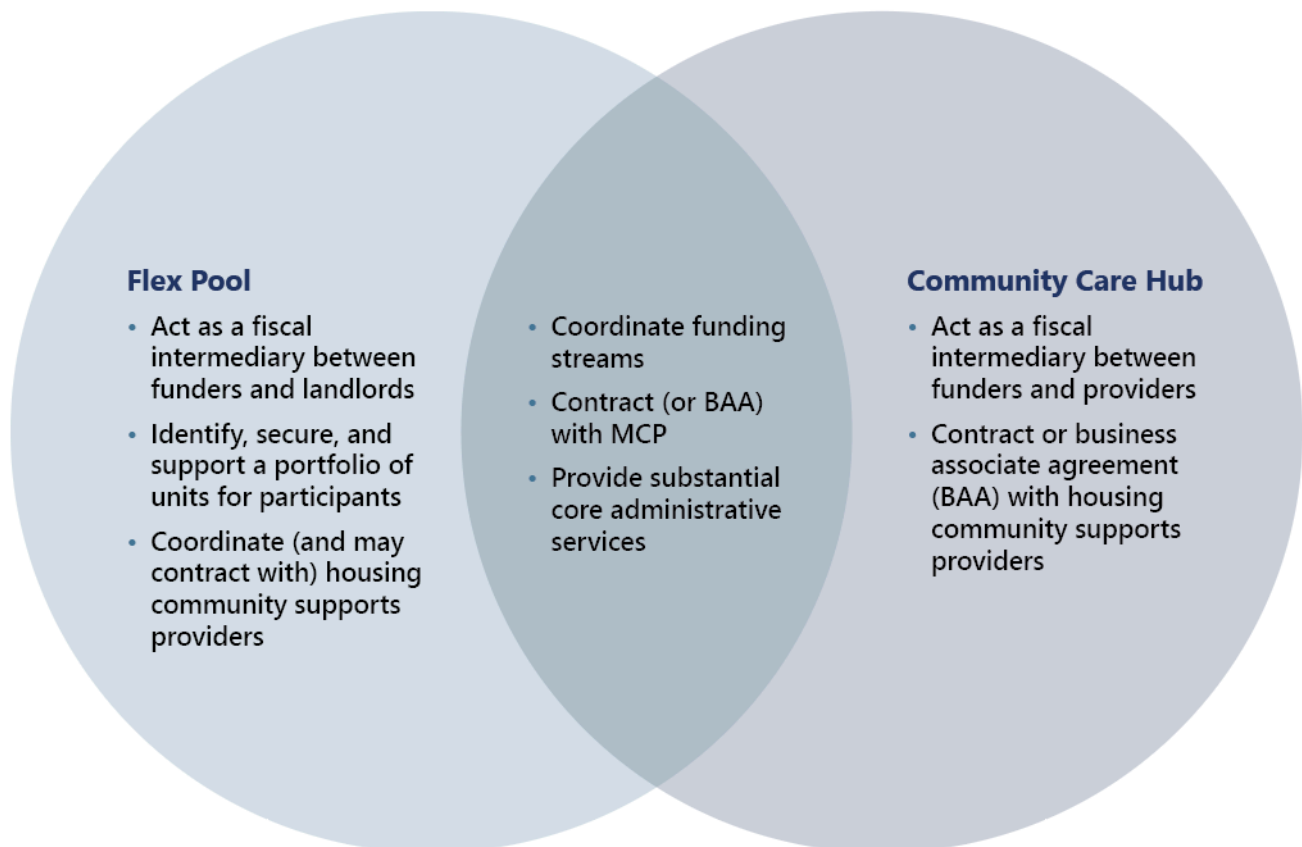 Flex Pool
• Act as a fiscal
intermediary between
funders and landlords
• Identify, secure, and
support a portfolio of
units for participants
• Coordinate (and may
contract with) housing
community supports
providers
• Coordinate funding
streams
• Contract (or BAA)
with MCP
• Provide substantial
core administrative
services
Community Care Hub
• Act as a fiscal
intermediary between
funders and providers
• Contract or business
associate agreement
(BAA) with housing
community supports
providers